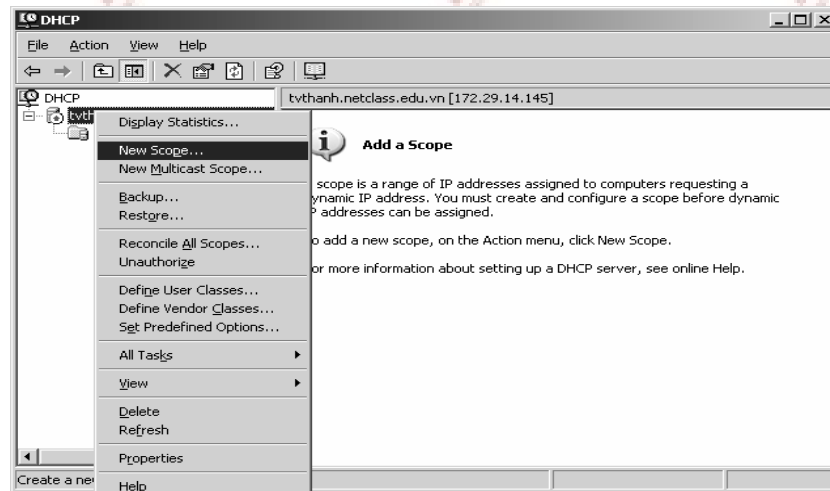 DHCP
File Action View Help
DHCP
tvthanh.netclass.edu.vn [172.29.14.145]
tvth
Display Statistics...
New Scope...
New Multicast Scope...
Backup...
Restore...
Reconcile All Scopes...
Unauthorize
Define User Classes...
Define Vendor Classes...
Set Predefined Options...
All Tasks
View
Delete
Refresh
Properties
Help
Add a Scope
scope is a range of IP addresses assigned to computers requesting a
ynamic IP address. You must create and configure a scope before dynamic
P addresses can be assigned.
o add a new scope, on the Action menu, click New Scope.
or more information about setting up a DHCP server, see online Help.
Create a ne